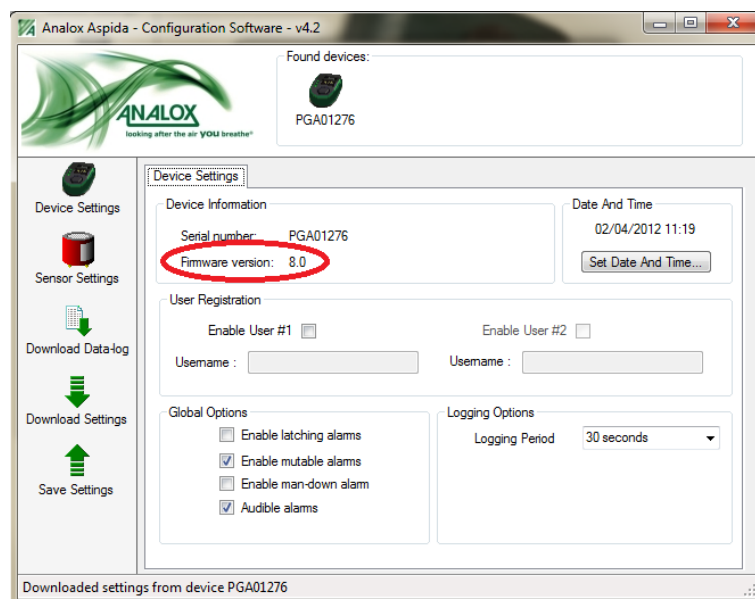 Analox Aspida - Configuration Software - v4.2
Found devices:
PGA01276
ANALOX
looking after the air YOU breathe®
Device Settings
Sensor Settings
Download Data-log
Download Settings
Save Settings
Device Settings
Device Information
Serial number: PGA01276
Firmware version: 8.0
Date And Time
02/04/2012 11:19
Set Date And Time...
User Registration
Enable User #1
Enable User #2
Username :
Username :
Global Options
Enable latching alarms
Enable mutable alarms
Enable man-down alarm
Audible alarms
Logging Options
Logging Period 30 seconds
Downloaded settings from device PGA01276